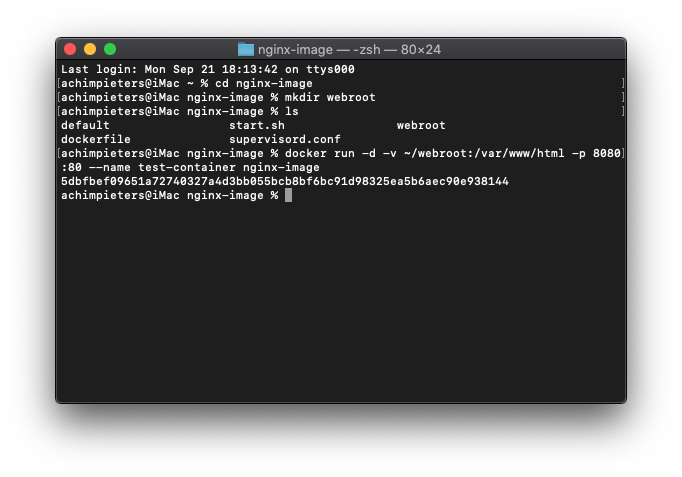 nginx-image — -zsh — 80×24
Last login: Mon Sep 21 18:13:42 on ttys000
[achimpieters@iMac ~ % cd nginx-image ]
[achimpieters@iMac nginx-image % mkdir webroot ]
[achimpieters@iMac nginx-image % ls ]
default start.sh webroot
dockerfile supervisord.conf
[achimpieters@iMac nginx-image % docker run -d -v ~/webroot:/var/www/html -p 8080]
:80 --name test-container nginx-image
5dbfbef09651a72740327a4d3bb055bcb8bf6bc91d98325ea5b6aec90e938144
achimpieters@iMac nginx-image %